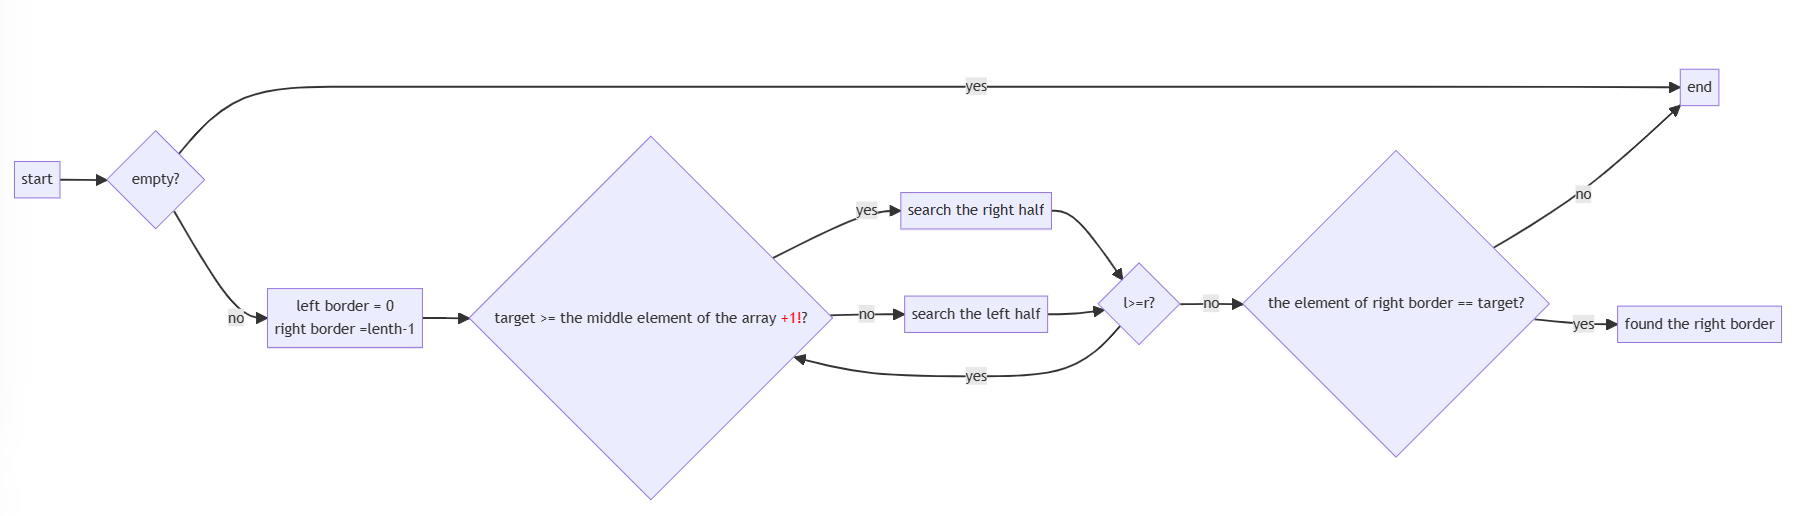 yes
end
start
empty?
no
yes
search the right half
no
left border = 0
right border =lenth-1
target >= the middle element of the array +1!?
no
search the left half
l>=r?
no
the element of right border == target?
yes
found the right border
yes